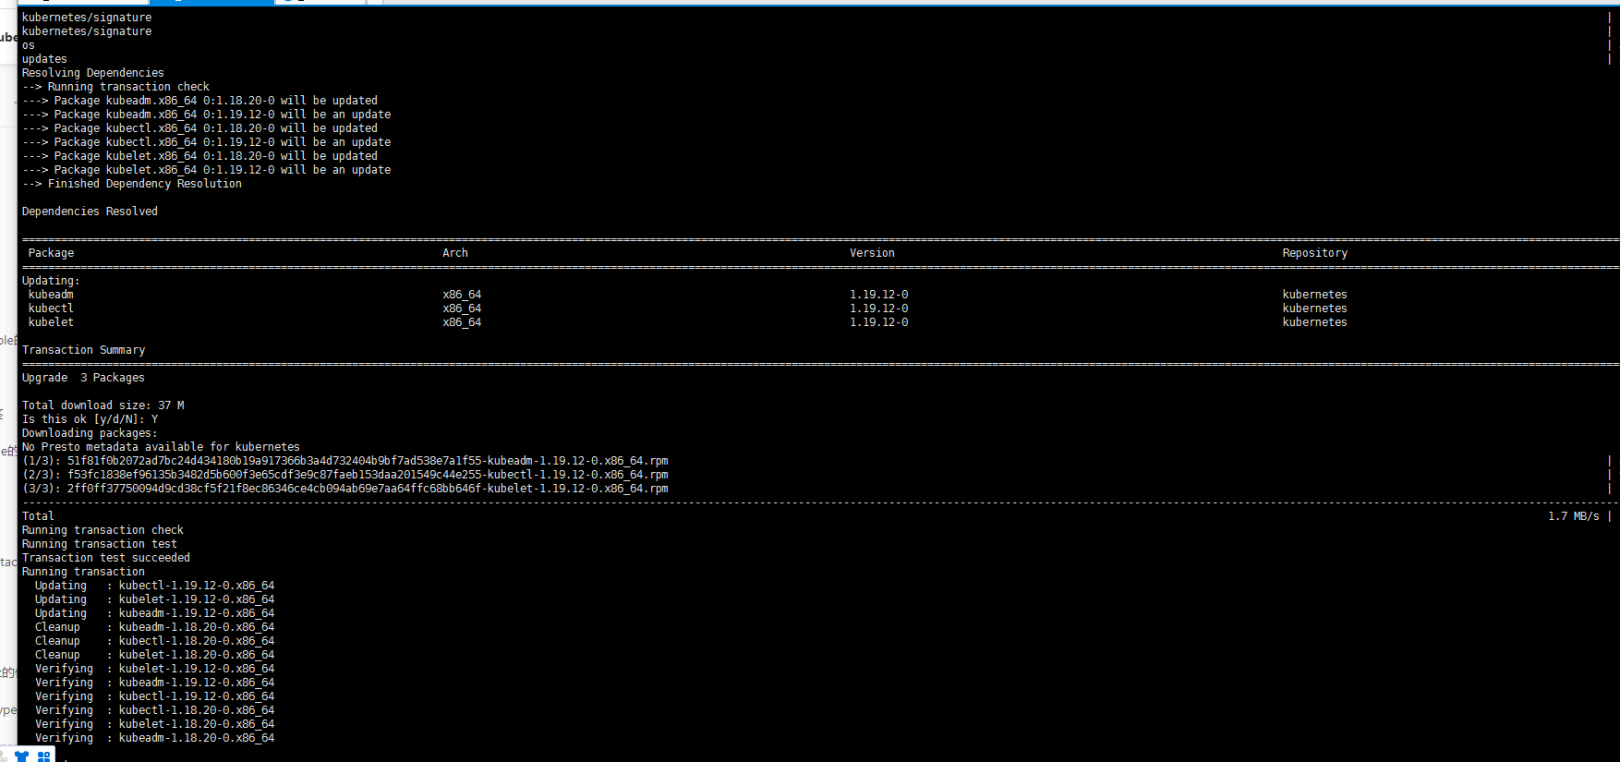 kubernetes/signature
kubernetes/signature
os
updates
Resolving Dependencies
--> Running transaction check
---> Package kubeadm.x86_64 0:1.18.20-0 will be updated
---> Package kubeadm.x86_64 0:1.19.12-0 will be an update
---> Package kubectl.x86_64 0:1.18.20-0 will be updated
---> Package kubectl.x86_64 0:1.19.12-0 will be an update
---> Package kubelet.x86_64 0:1.18.20-0 will be updated
---> Package kubelet.x86_64 0:1.19.12-0 will be an update
--> Finished Dependency Resolution
Dependencies Resolved
Package Arch Version Repository
Updating:
kubeadm x86_64 1.19.12-0 kubernetes
kubectl x86_64 1.19.12-0 kubernetes
kubelet x86_64 1.19.12-0 kubernetes
Transaction Summary
Upgrade  3 Packages
Total download size: 37 M
Is this ok [y/d/N]: Y
Downloading packages:
No Presto metadata available for kubernetes
(1/3): 51f81f0b2072ad7bc24d434180b19a917366b3a4d732404b9bf7ad538e7a1f55-kubeadm-1.19.12-0.x86_64.rpm
(2/3): f53fc1838ef96135b3482d5b600f3e65cdf3e9c87faeb153daa201549c44e255-kubectl-1.19.12-0.x86_64.rpm
(3/3): 2ff0ff37750094d9cd38cf5f21f8ec86346ce4cb094ab69e7aa64ffc68bb646f-kubelet-1.19.12-0.x86_64.rpm
Total 1.7 MB/s |
Running transaction check
Running transaction test
Transaction test succeeded
Running transaction
Updating   : kubectl-1.19.12-0.x86_64
Updating   : kubelet-1.19.12-0.x86_64
Updating   : kubeadm-1.19.12-0.x86_64
Cleanup    : kubeadm-1.18.20-0.x86_64
Cleanup    : kubectl-1.18.20-0.x86_64
Cleanup    : kubelet-1.18.20-0.x86_64
Verifying  : kubelet-1.19.12-0.x86_64
Verifying  : kubeadm-1.19.12-0.x86_64
Verifying  : kubectl-1.19.12-0.x86_64
Verifying  : kubectl-1.18.20-0.x86_64
Verifying  : kubelet-1.18.20-0.x86_64
Verifying  : kubeadm-1.18.20-0.x86_64